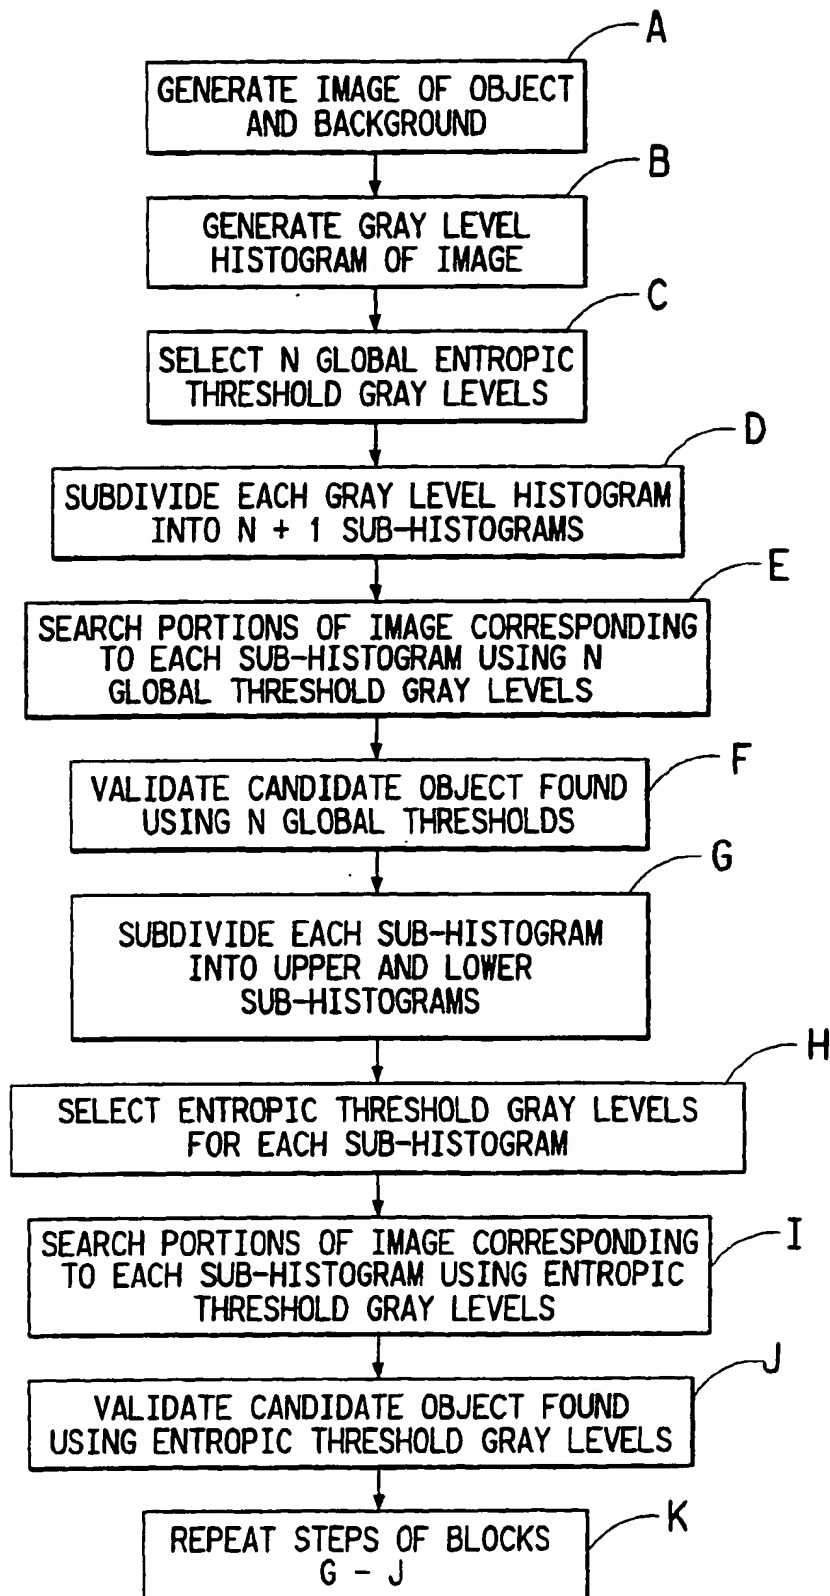 A
GENERATE IMAGE OF OBJECT
AND BACKGROUND
B
GENERATE GRAY LEVEL
HISTOGRAM OF IMAGE
C
SELECT N GLOBAL ENTROPIC
THRESHOLD GRAY LEVELS
D
SUBDIVIDE EACH GRAY LEVEL HISTOGRAM
INTO N + 1 SUB-HISTOGRAMS
E
SEARCH PORTIONS OF IMAGE CORRESPONDING
TO EACH SUB-HISTOGRAM USING N
GLOBAL THRESHOLD GRAY LEVELS
F
VALIDATE CANDIDATE OBJECT FOUND
USING N GLOBAL THRESHOLDS
G
SUBDIVIDE EACH SUB-HISTOGRAM
INTO UPPER AND LOWER
SUB-HISTOGRAMS
H
SELECT ENTROPIC THRESHOLD GRAY LEVELS
FOR EACH SUB-HISTOGRAM
I
SEARCH PORTIONS OF IMAGE CORRESPONDING
TO EACH SUB-HISTOGRAM USING ENTROPIC
THRESHOLD GRAY LEVELS
J
VALIDATE CANDIDATE OBJECT FOUND
USING ENTROPIC THRESHOLD GRAY LEVELS
K
REPEAT STEPS OF BLOCKS
G - J